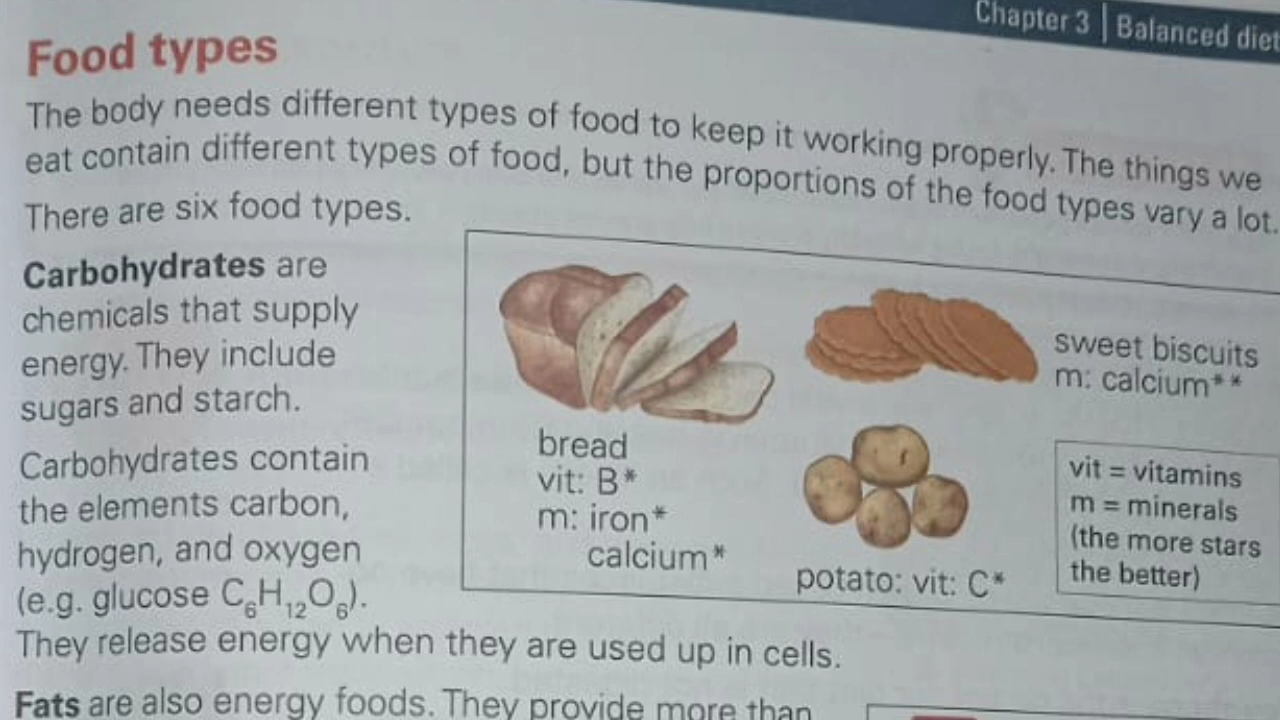 Chapter 3 | Balanced diet
Food types
The body needs different types of food to keep it working properly. The things we
eat contain different types of food, but the proportions of the food types vary a lot.
There are six food types.
Carbohydrates are
chemicals that supply
energy. They include
sugars and starch.
Carbohydrates contain
the elements carbon,
hydrogen, and oxygen
(e.g. glucose C₆H₁₂O₆).
They release energy when they are used up in cells.
bread
vit: B*
m: iron*
calcium*
sweet biscuits
m: calcium**
potato: vit: C*
vit = vitamins
m = minerals
(the more stars
the better)
Fats are also energy foods. They provide more than